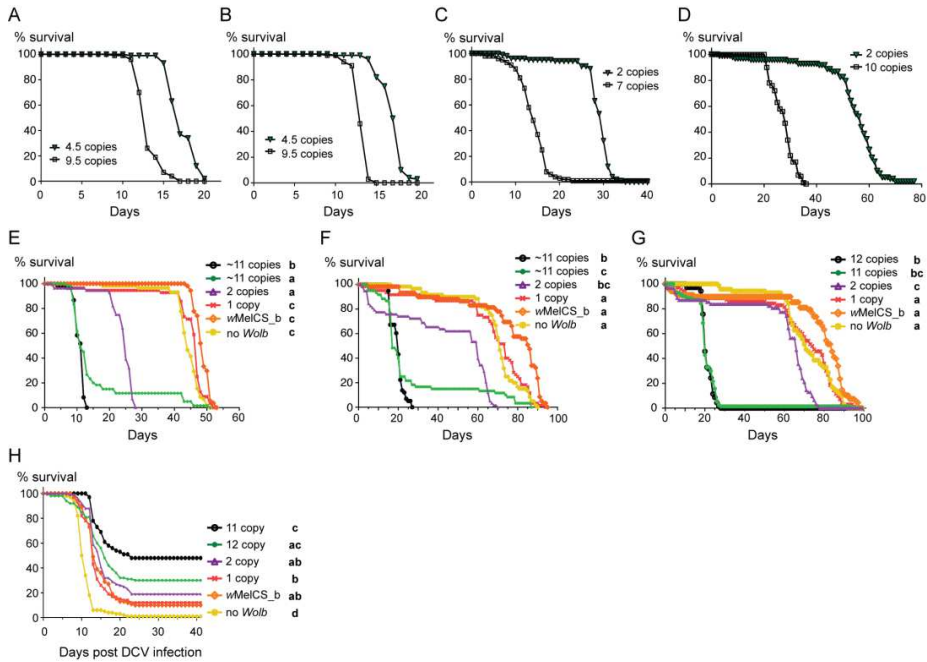 A
% survival
100
80
60
40
20
0
4.5 copies
9.5 copies
0 5 10 15 20
Days
B
% survival
100
80
60
40
20
0
4.5 copies
9.5 copies
0 5 10 15 20
Days
C
% survival
100
80
60
40
20
0
2 copies
7 copies
0 10 20 30 40
Days
D
% survival
100
80
60
40
20
0
2 copies
10 copies
0 20 40 60 80
Days
E
% survival
100
80
60
40
20
0
~11 copies b
~11 copies a
2 copies a
1 copy c
wMelCS_b c
no Wolb c
0 10 20 30 40 50 60
Days
F
% survival
100
80
60
40
20
0
~11 copies b
~11 copies c
2 copies bc
1 copy a
wMelCS_b a
no Wolb a
0 20 40 60 80 100
Days
G
% survival
100
80
60
40
20
0
12 copies b
11 copies bc
2 copies c
1 copy a
wMelCS_b a
no Wolb a
0 20 40 60 80 100
Days
H
% survival
100
80
60
40
20
0
11 copy c
12 copy ac
2 copy ab
1 copy b
wMelCS_b ab
no Wolb d
0 10 20 30 40
Days post DCV infection